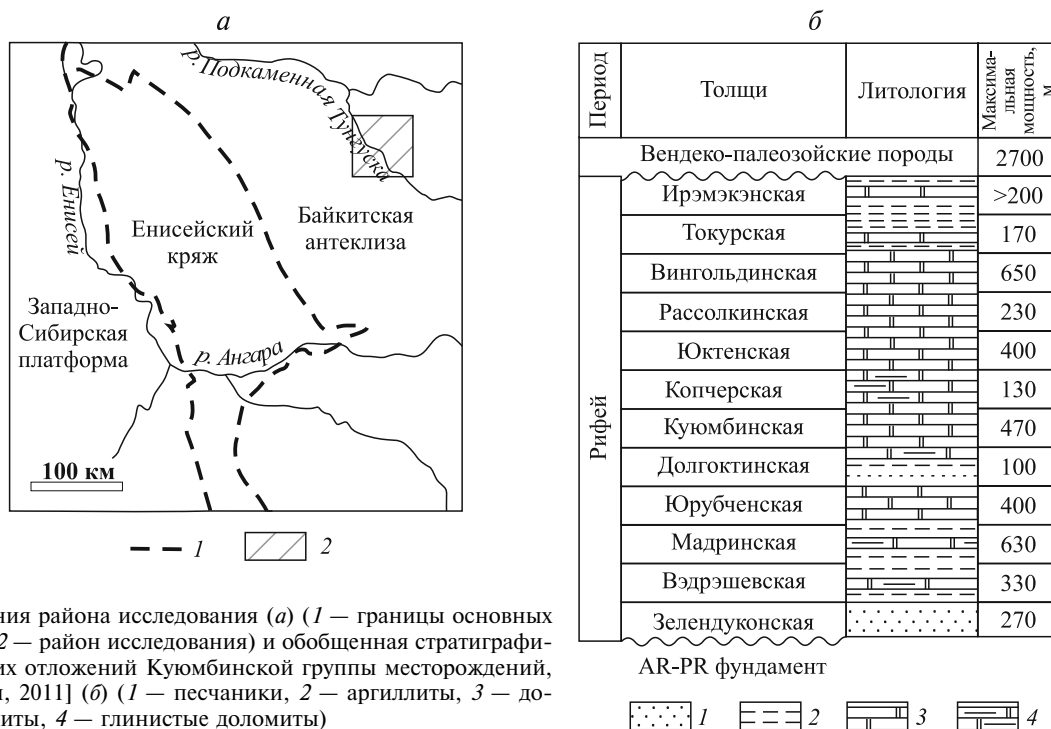 а
р. Подкаменная Тунгуска
р. Енисей
Енисейский
кряж
Байкитская
антеклиза
Западно-
Сибирская
платформа
р. Ангара
100 км
1
2
ния района исследования (а) (1 — границы основных
2 — район исследования) и обобщенная стратиграфи-
их отложений Куюмбинской группы месторождений,
, 2011] (б) (1 — песчаники, 2 — аргиллиты, 3 — до-
иты, 4 — глинистые доломиты)
б
Период
Толщи
Литология
Максима-
льная
мощность,
м
Вендеко-палеозойские породы
2700
Рифей
Ирэмэкэнская
>200
Токурская
170
Вингольдинская
650
Рассолкинская
230
Юктенская
400
Копчерская
130
Куюмбинская
470
Долгоктинская
100
Юрубченская
400
Мадринская
630
Вэдрэшевская
330
Зелендуконская
270
AR-PR фундамент
1
2
3
4